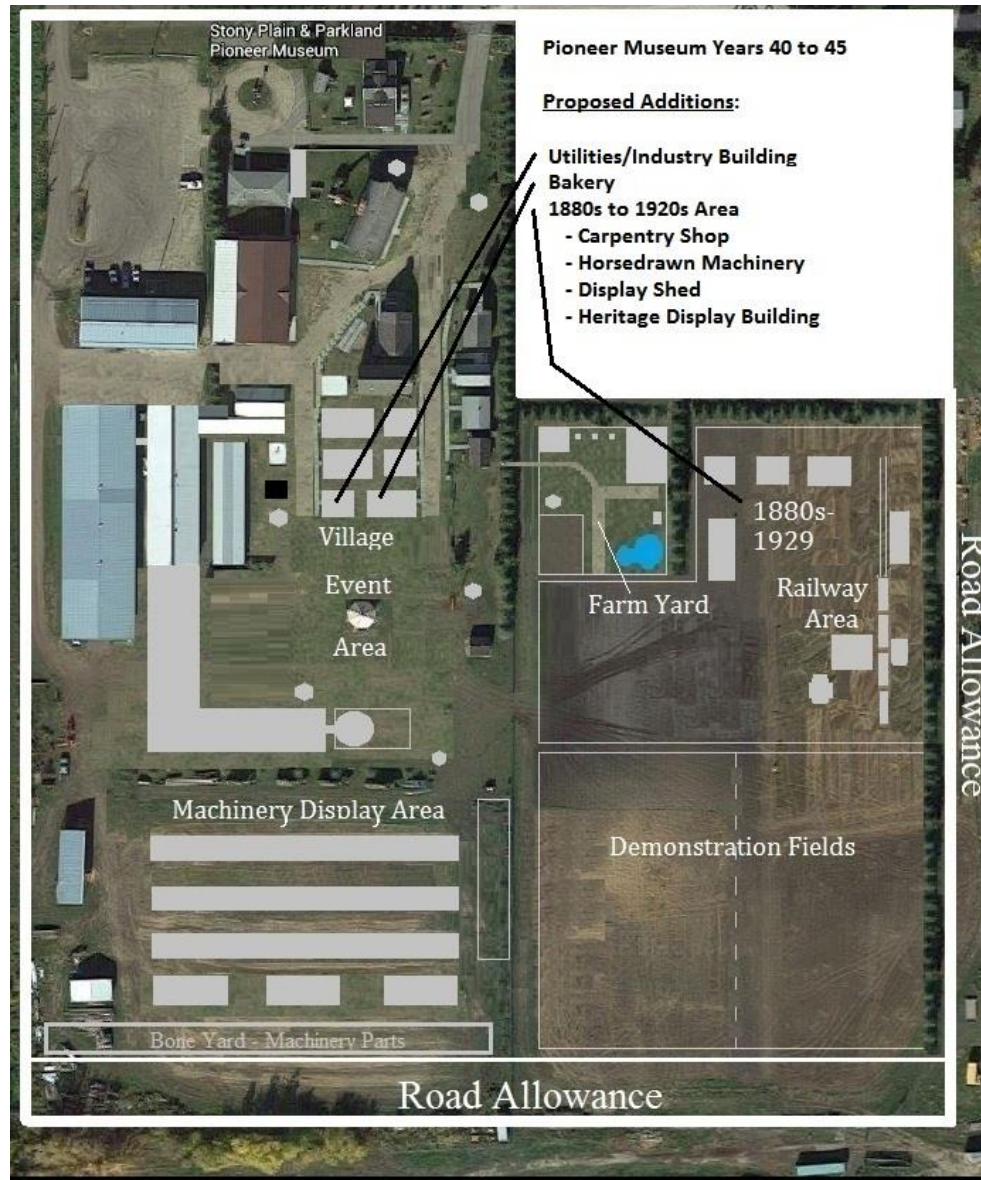 Stony Plain & Parkland
Pioneer Museum
Pioneer Museum Years 40 to 45
Proposed Additions:
Utilities/Industry Building
Bakery
1880s to 1920s Area
- Carpentry Shop
- Horsedrawn Machinery
- Display Shed
- Heritage Display Building
Village
Event
Area
Farm Yard
1880s-
1929
Railway
Area
Road Allowance
Machinery Display Area
Demonstration Fields
Bone Yard - Machinery Parts
Road Allowance